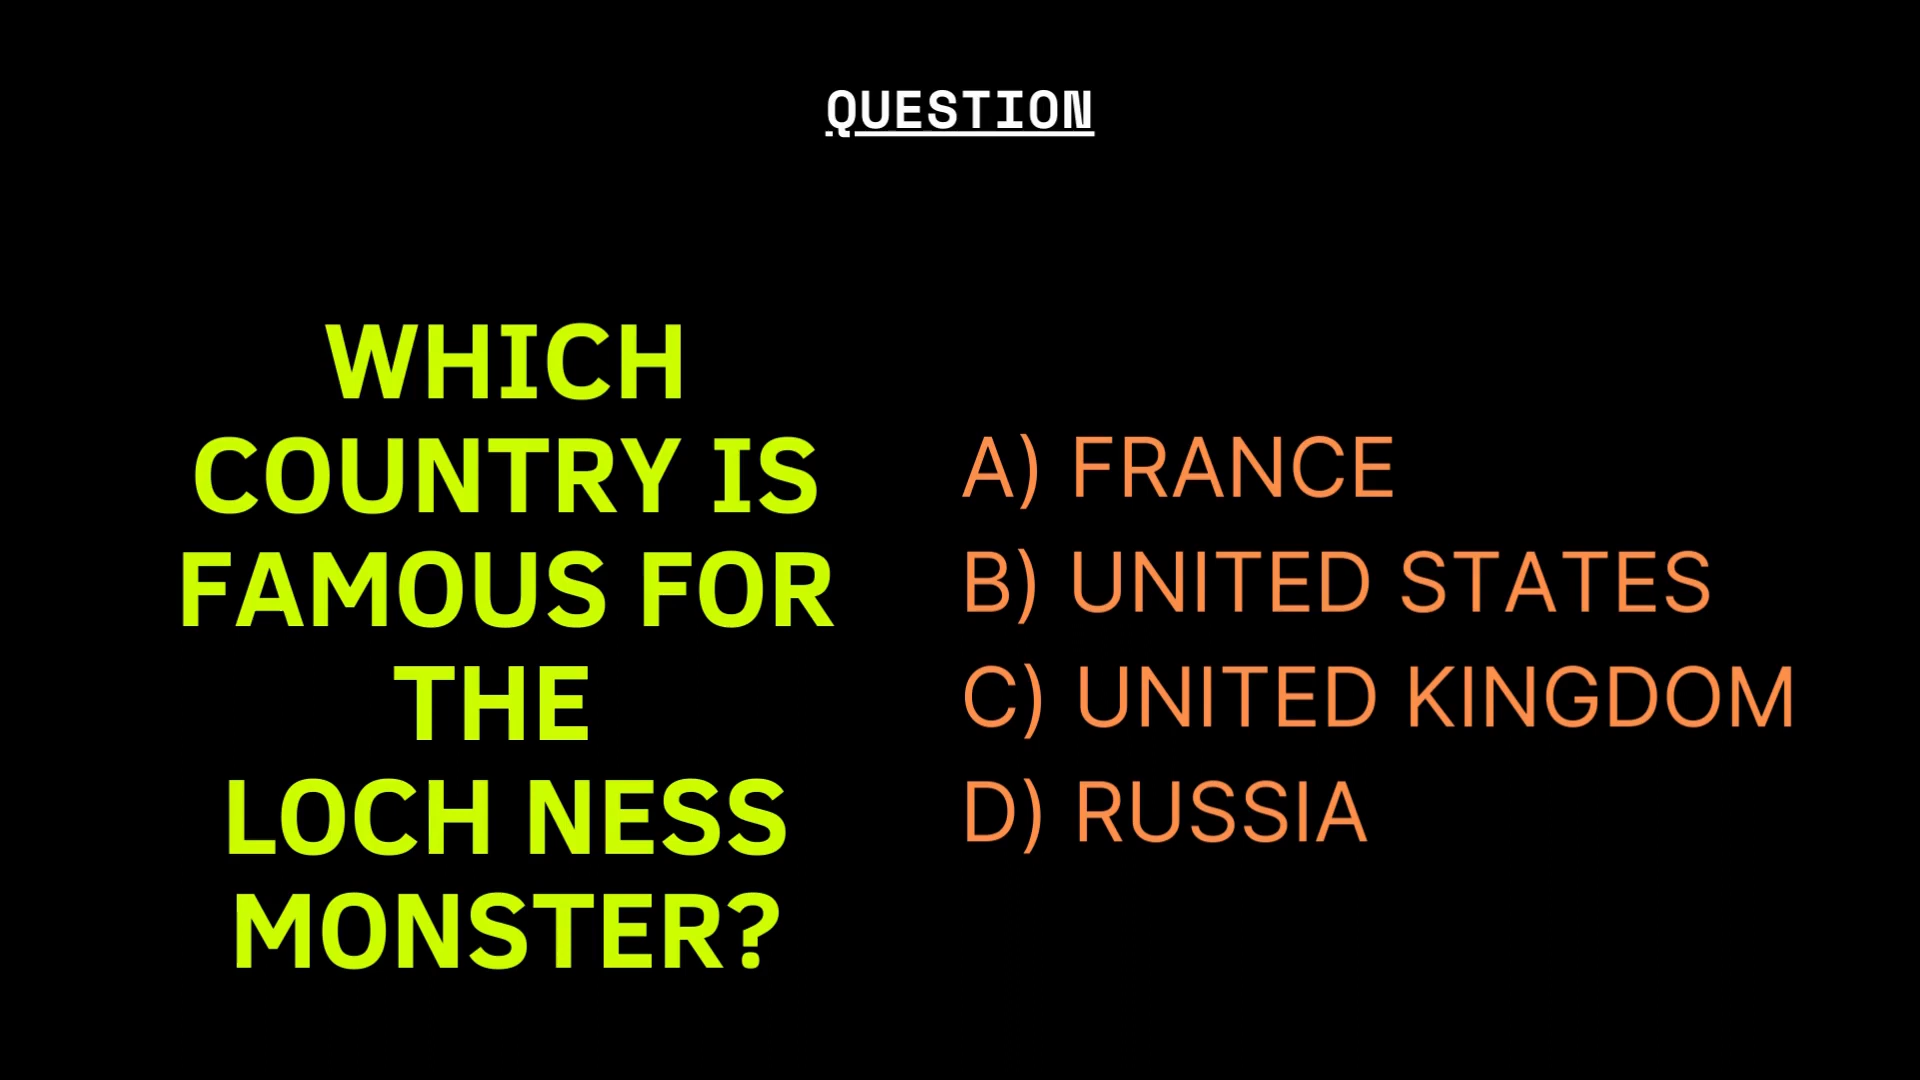 QUESTION
WHICH
COUNTRY IS
FAMOUS FOR
THE
LOCH NESS
MONSTER?
A) FRANCE
B) UNITED STATES
C) UNITED KINGDOM
D) RUSSIA